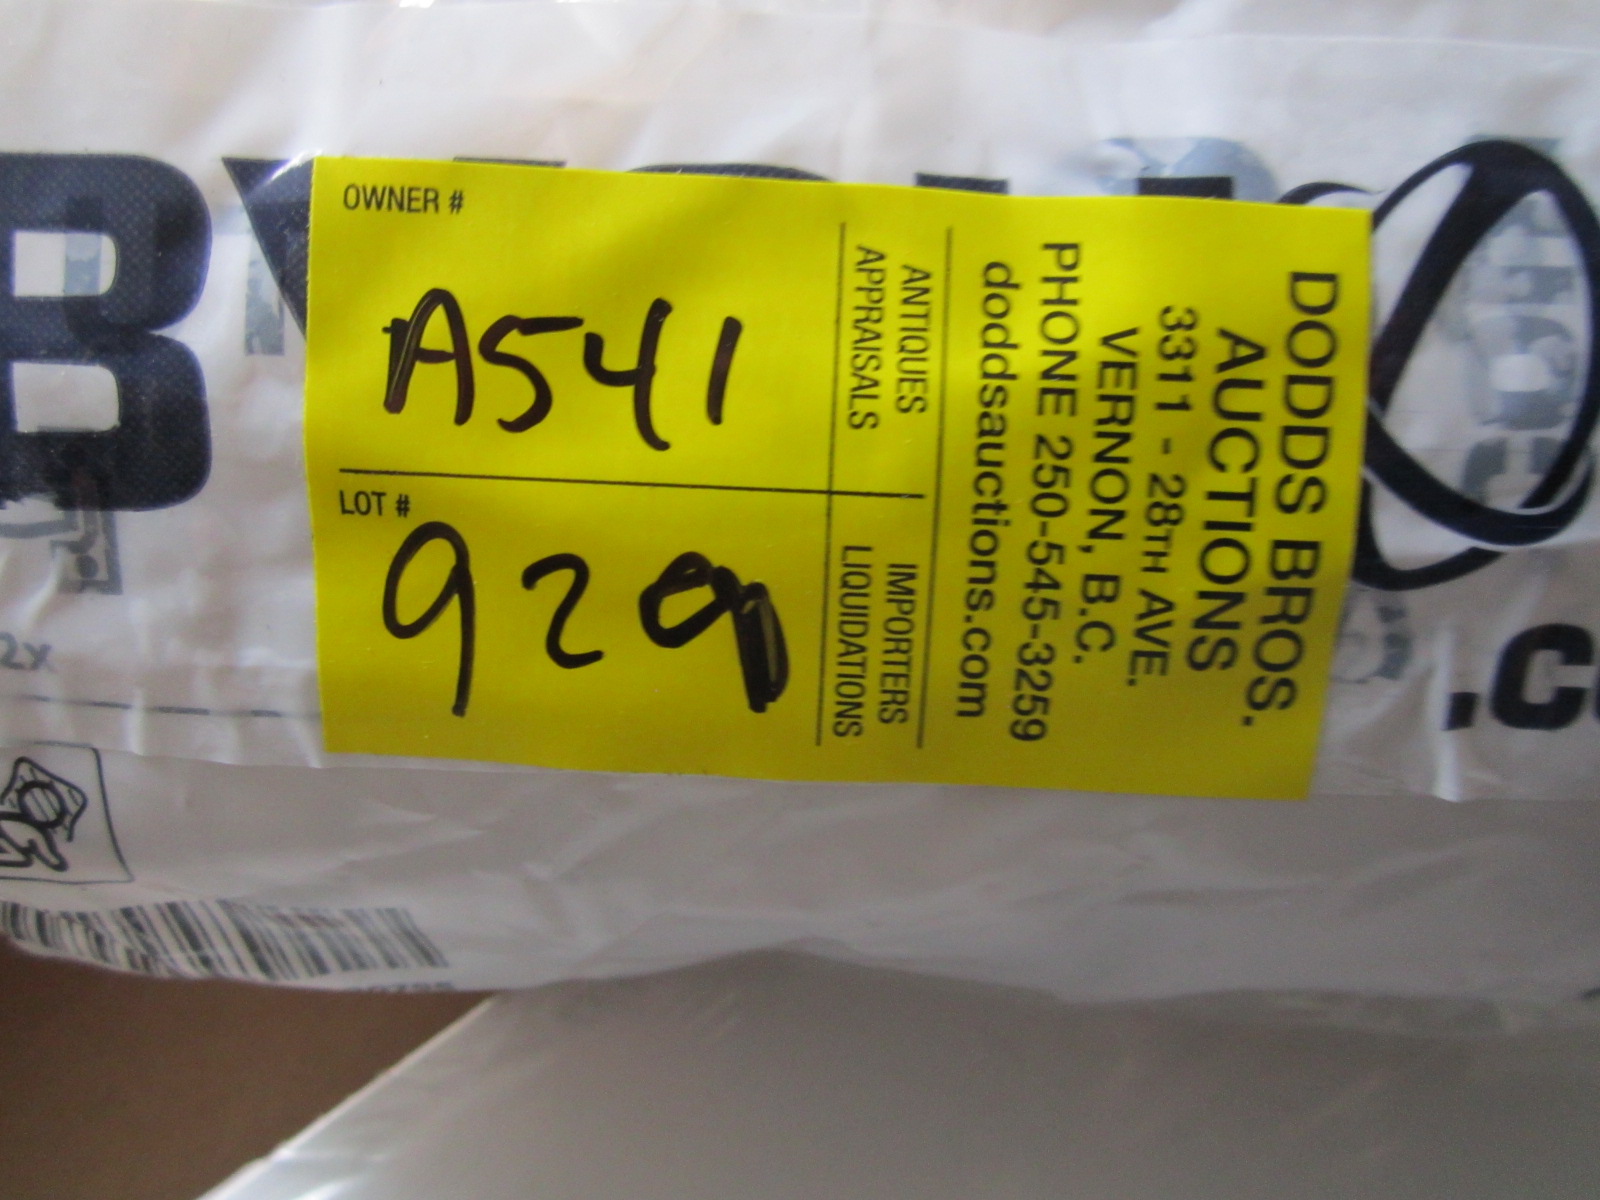 OWNER #
A541
LOT #
929
ANTIQUES
APPRAISALS
IMPORTERS
LIQUIDATIONS
DODDS BROS.
AUCTIONS
3311 - 28TH AVE.
VERNON, B.C.
PHONE 250-545-3259
doddsauctions.com
2x